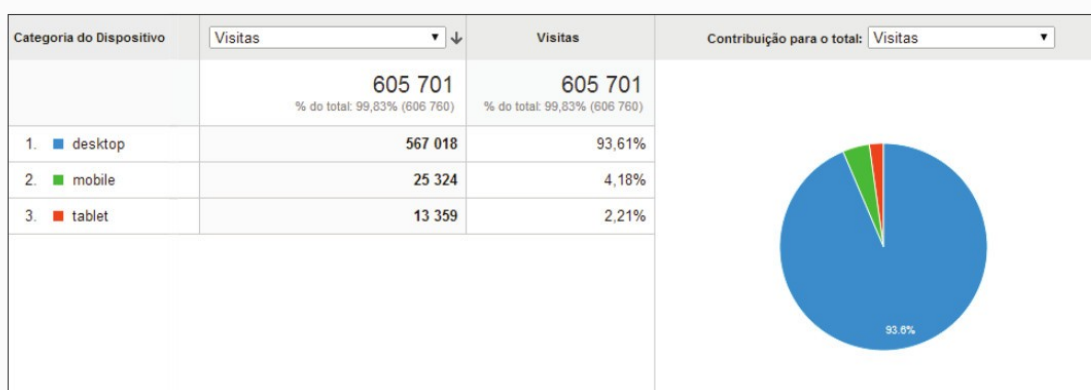 Categoria do Dispositivo Visitas Visitas Contribuição para o total: Visitas
605 701 605 701
% do total: 99,83% (606 760) % do total: 99,83% (606 760)
1. desktop 567 018 93,61%
2. mobile 25 324 4,18%
3. tablet 13 359 2,21%
93.6%